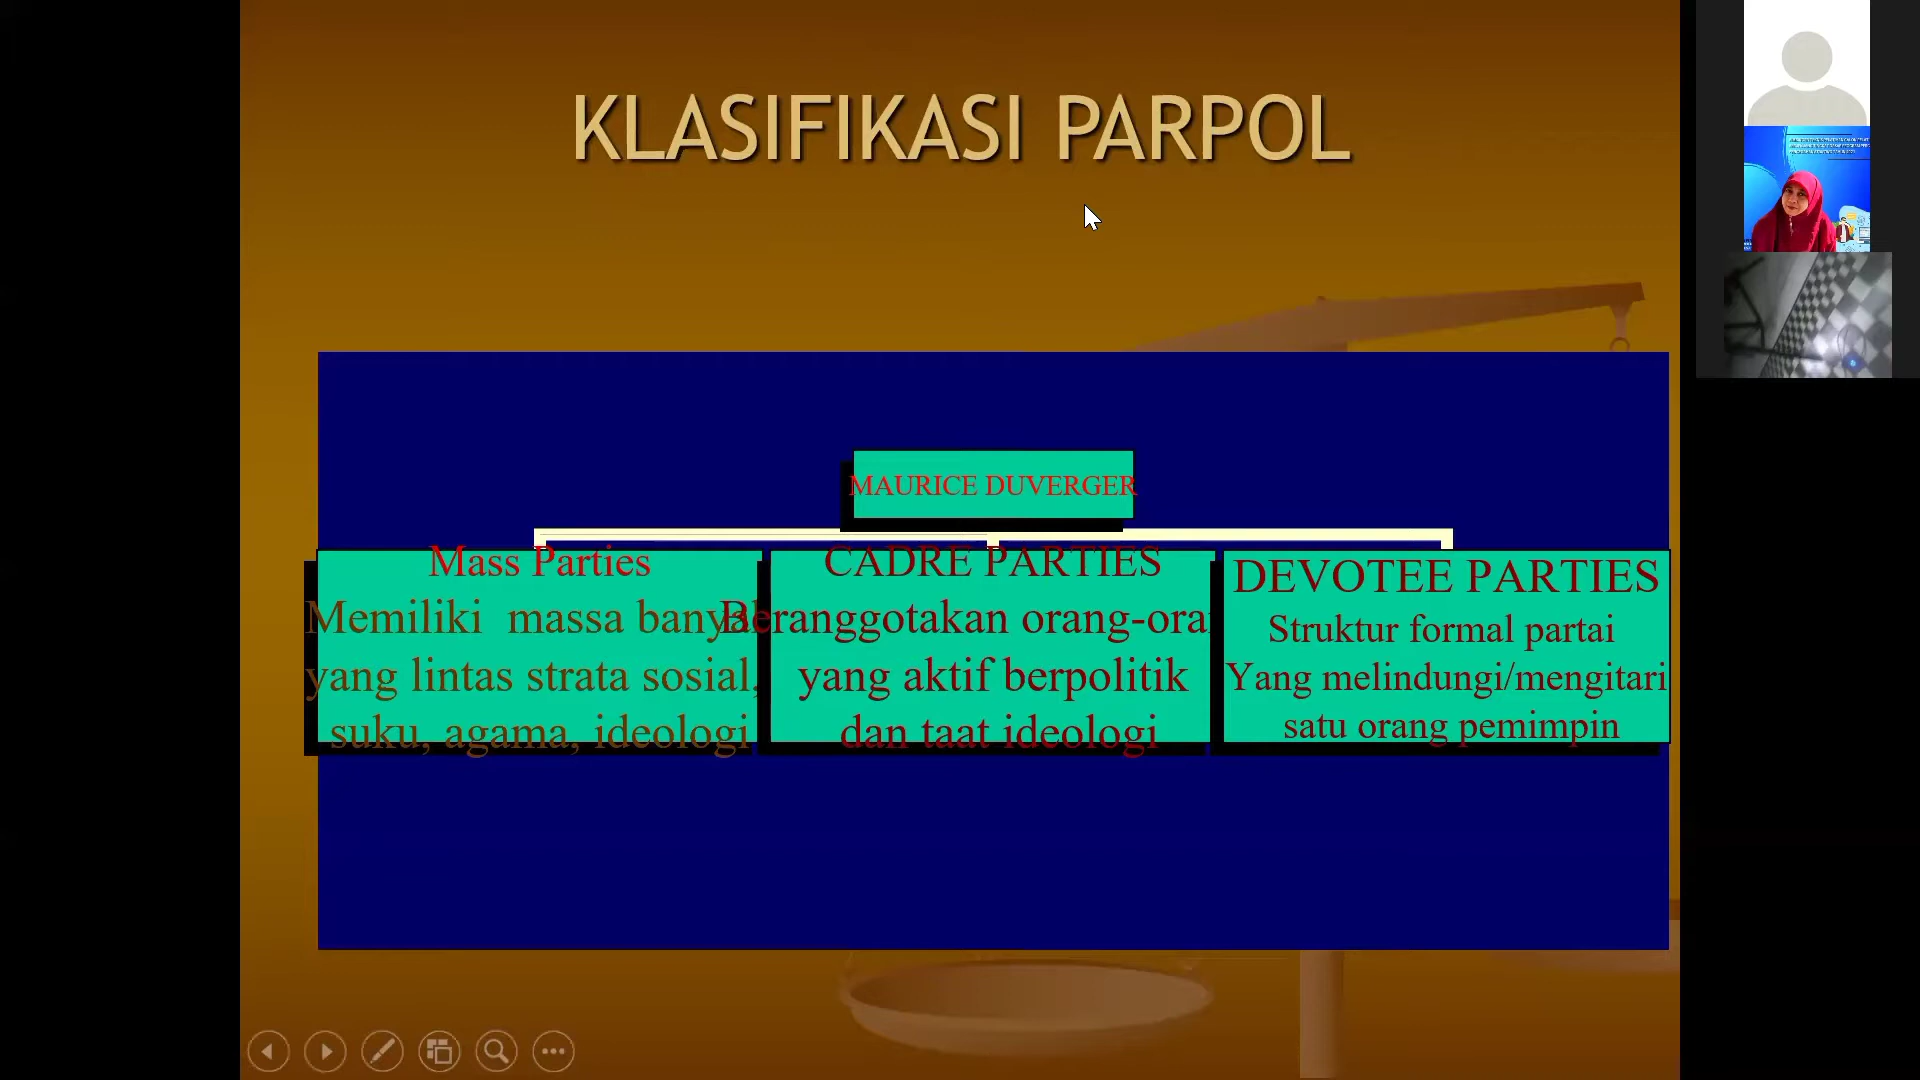 KLASIFIKASI PARPOL
MAURICE DUVERGER
Mass Parties
Memiliki massa banyak
yang lintas strata sosial,
suku, agama, ideologi
CADRE PARTIES
Beranggotakan orang-ora
yang aktif berpolitik
dan taat ideologi
DEVOTEE PARTIES
Struktur formal partai
Yang melindungi/mengitari
satu orang pemimpin